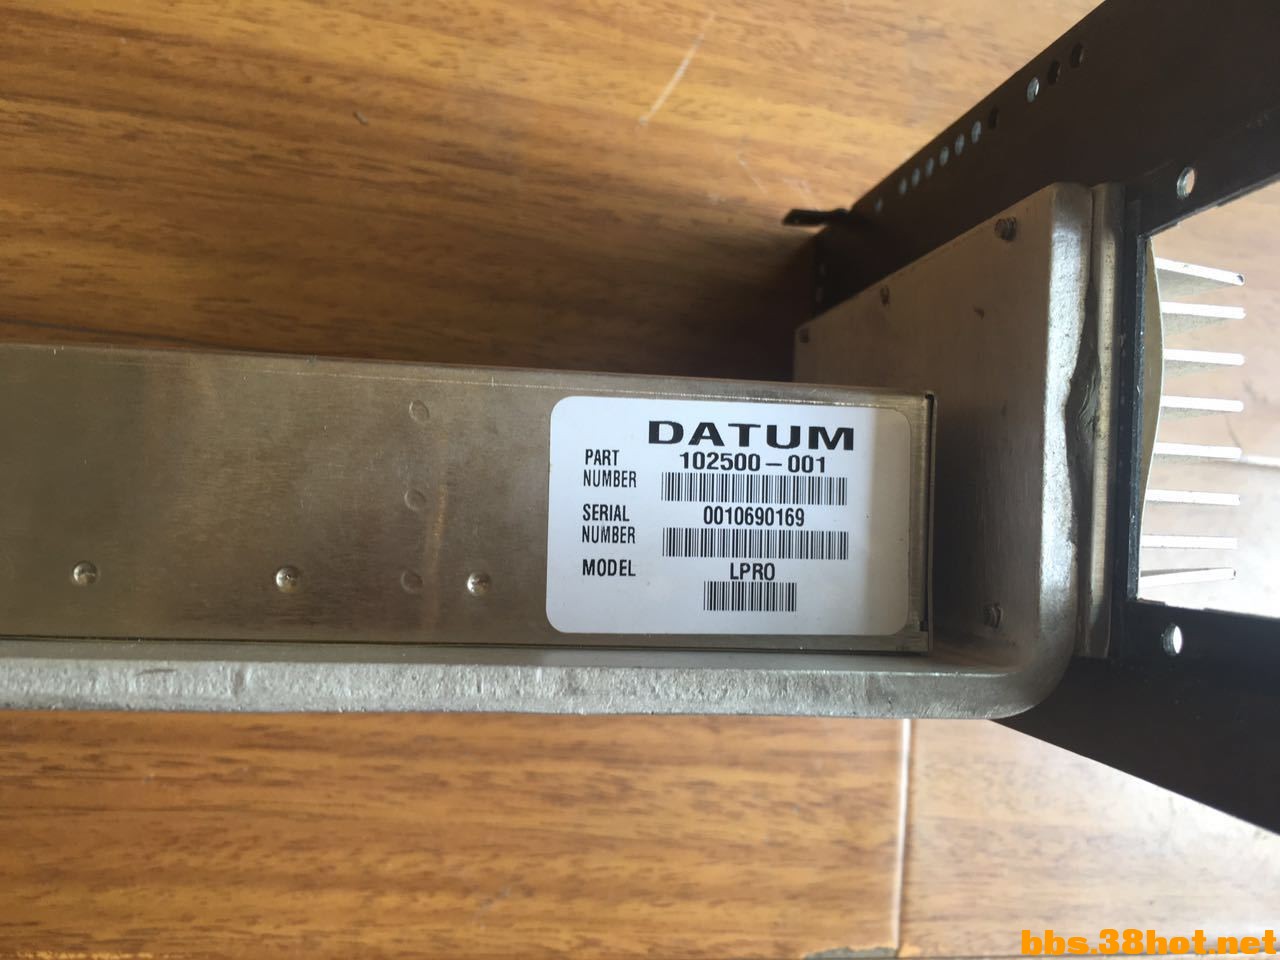 DATUM
PART NUMBER 102500-001
SERIAL NUMBER 0010690169
MODEL LPRO
bbs.38hot.net